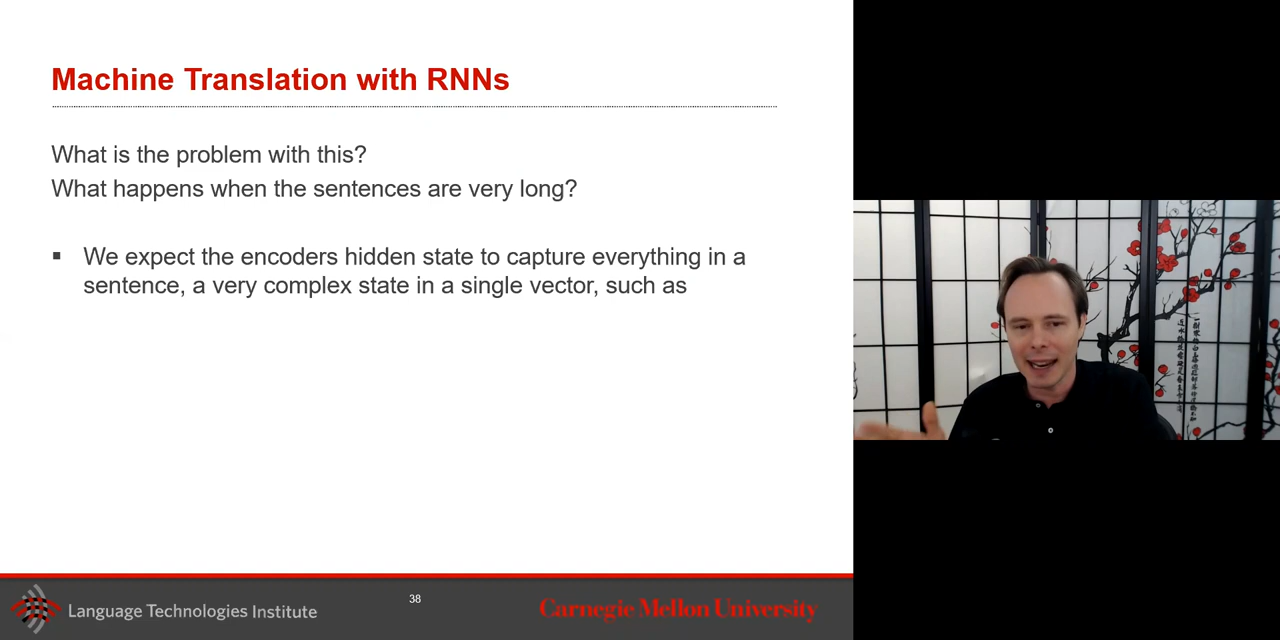 Machine Translation with RNNs
What is the problem with this?
What happens when the sentences are very long?
▪ We expect the encoders hidden state to capture everything in a
sentence, a very complex state in a single vector, such as
Language Technologies Institute
38
Carnegie Mellon University